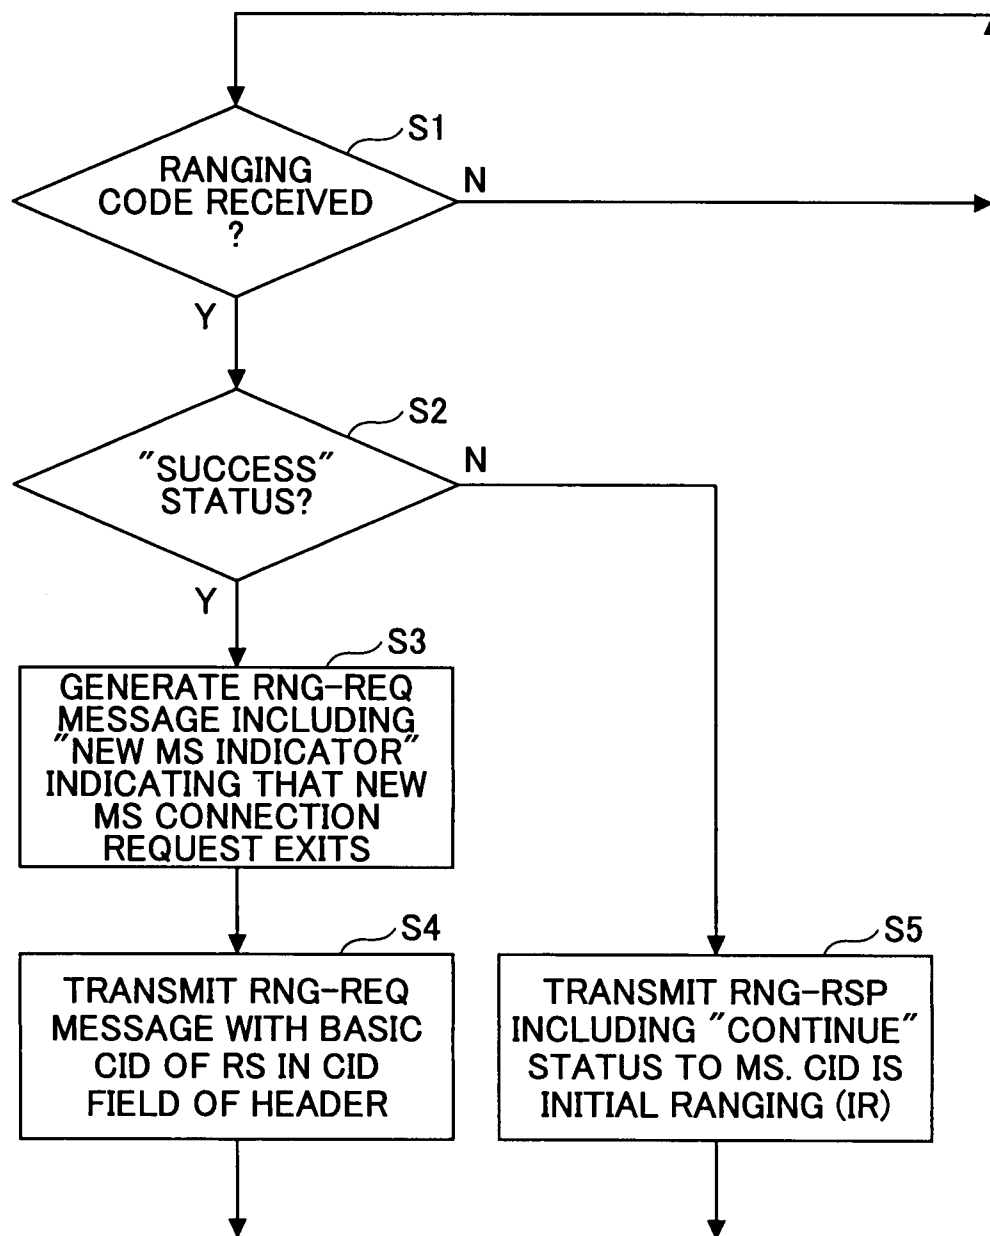 S1
RANGING
CODE RECEIVED
?
N
Y
S2
"SUCCESS"
STATUS?
N
Y
S3
GENERATE RNG-REQ
MESSAGE INCLUDING
"NEW MS INDICATOR"
INDICATING THAT NEW
MS CONNECTION
REQUEST EXITS
S4
TRANSMIT RNG-REQ
MESSAGE WITH BASIC
CID OF RS IN CID
FIELD OF HEADER
S5
TRANSMIT RNG-RSP
INCLUDING "CONTINUE"
STATUS TO MS. CID IS
INITIAL RANGING (IR)